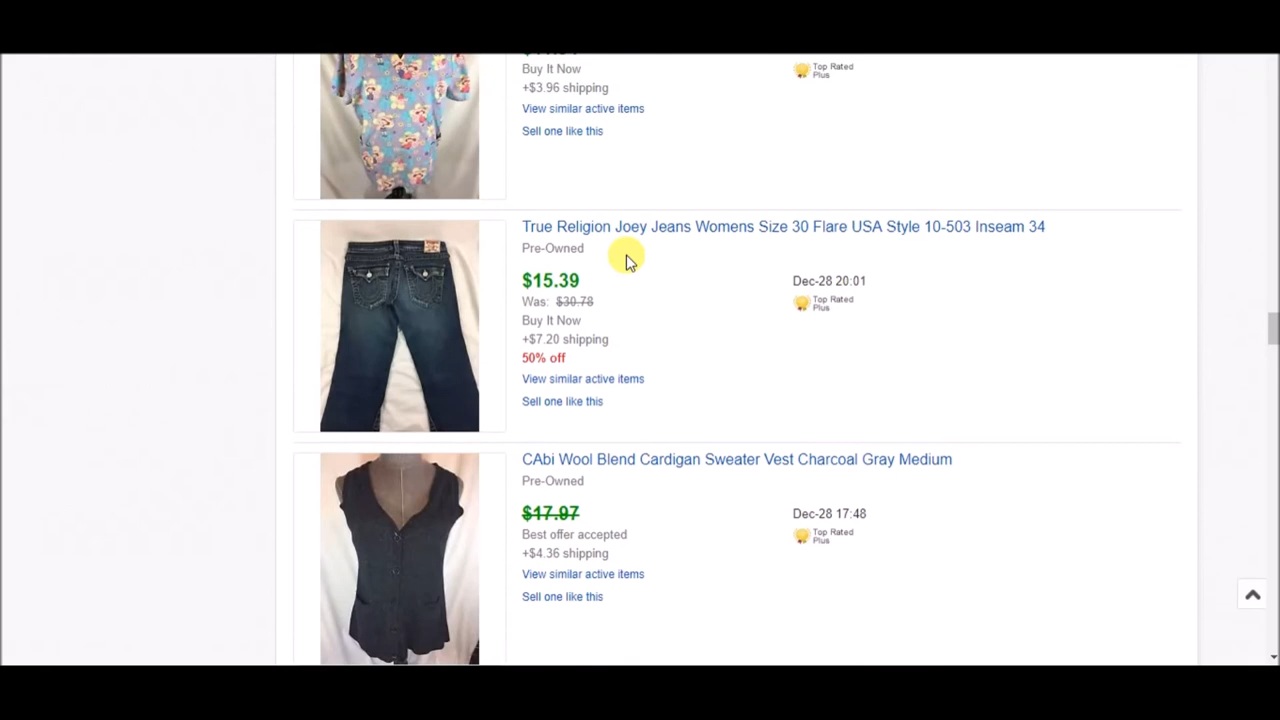 Buy It Now
+$3.96 shipping
View similar active items
Sell one like this
Top Rated
Plus
True Religion Joey Jeans Womens Size 30 Flare USA Style 10-503 Inseam 34
Pre-Owned
$15.39
Was: $30.78
Buy It Now
+$7.20 shipping
50% off
View similar active items
Sell one like this
Dec-28 20:01
Top Rated
Plus
CAbi Wool Blend Cardigan Sweater Vest Charcoal Gray Medium
Pre-Owned
$17.97
Best offer accepted
+$4.36 shipping
View similar active items
Sell one like this
Dec-28 17:48
Top Rated
Plus